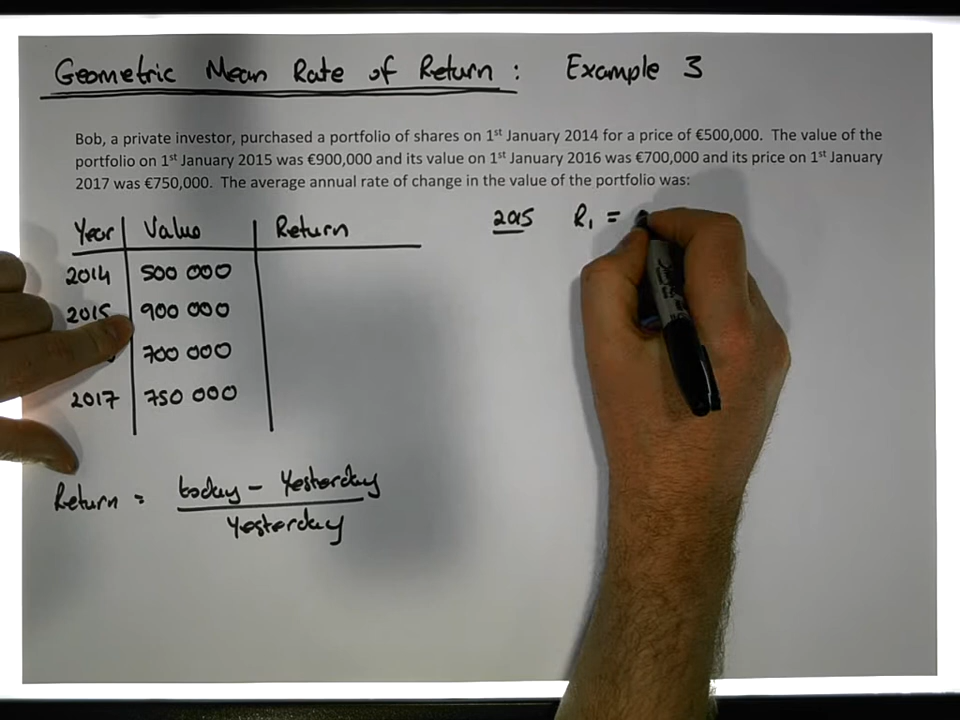 Geometric Mean Rate of Return : Example 3
Bob, a private investor, purchased a portfolio of shares on 1st January 2014 for a price of €500,000. The value of the
portfolio on 1st January 2015 was €900,000 and its value on 1st January 2016 was €700,000 and its price on 1st January
2017 was €750,000. The average annual rate of change in the value of the portfolio was:
Year Value Return
2014 500 000
2015 900 000
700 000
2017 750 000
2015 R1 =
Return = today - Yesterday
Yesterday